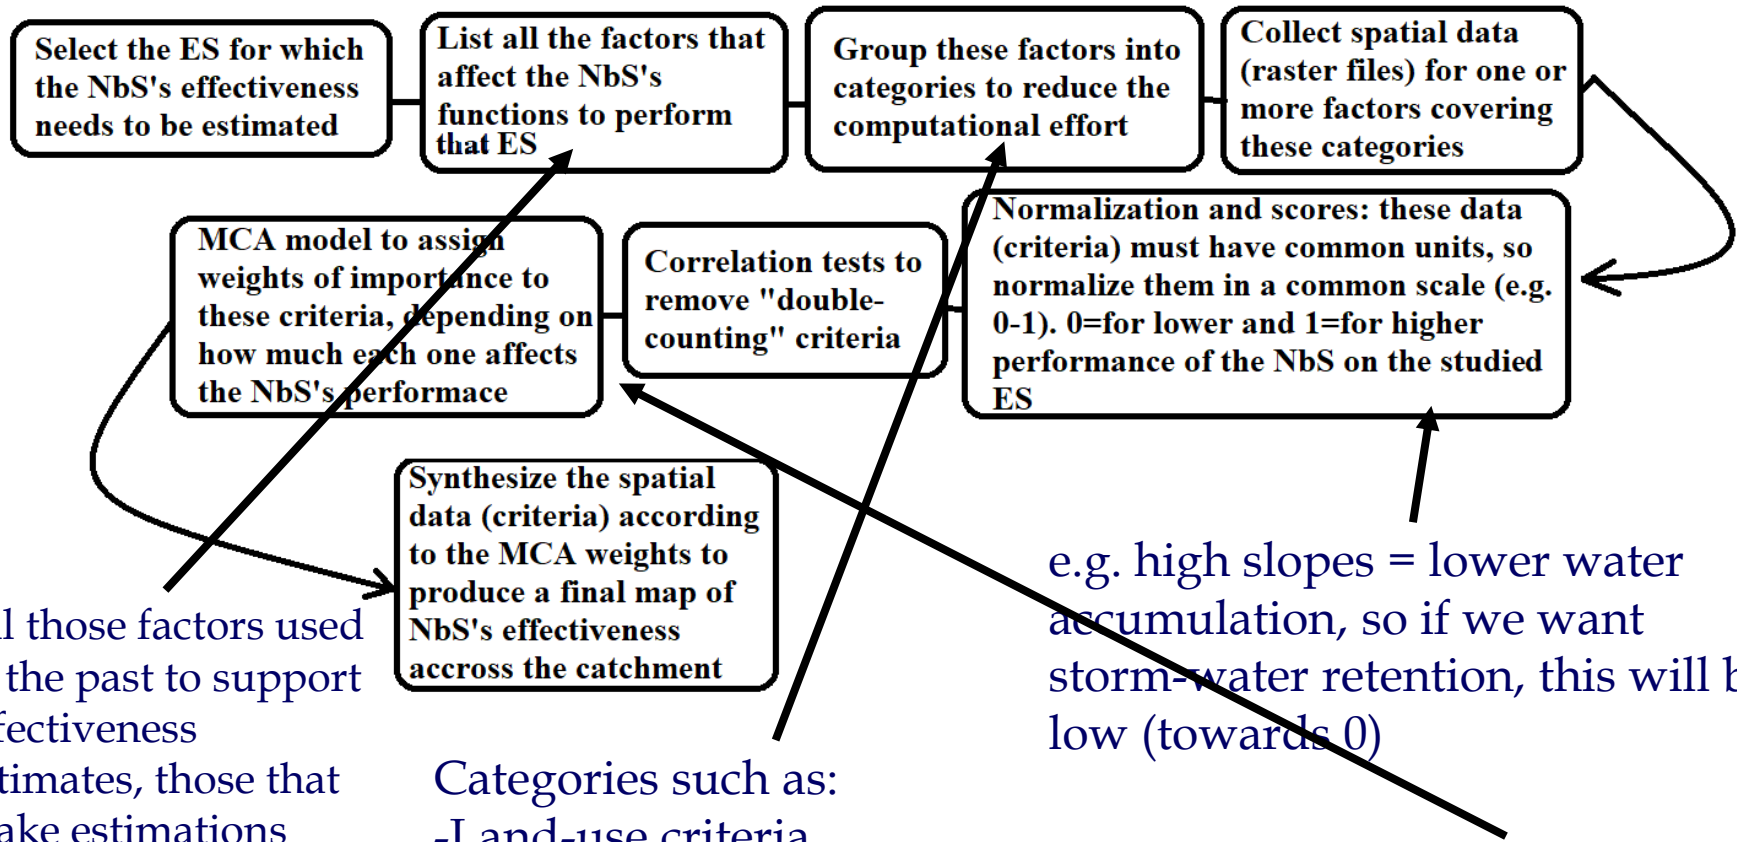 Select the ES for which
the NbS's effectiveness
needs to be estimated
List all the factors that
affect the NbS's
functions to perform
that ES
Group these factors into
categories to reduce the
computational effort
Collect spatial data
(raster files) for one or
more factors covering
these categories
Normalization and scores: these data
(criteria) must have common units, so
normalize them in a common scale (e.g.
0-1). 0=for lower and 1=for higher
performance of the NbS on the studied
ES
Correlation tests to
remove "double-
counting" criteria
MCA model to assign
weights of importance to
these criteria, depending on
how much each one affects
the NbS's performace
Synthesize the spatial
data (criteria) according
to the MCA weights to
produce a final map of
NbS's effectiveness
accross the catchment
those factors used
the past to support
estimates, those that
estimations
Categories such as:
-Land-use criteria
e.g. high slopes = lower water
accumulation, so if we want
storm-water retention, this will
low (towards 0)